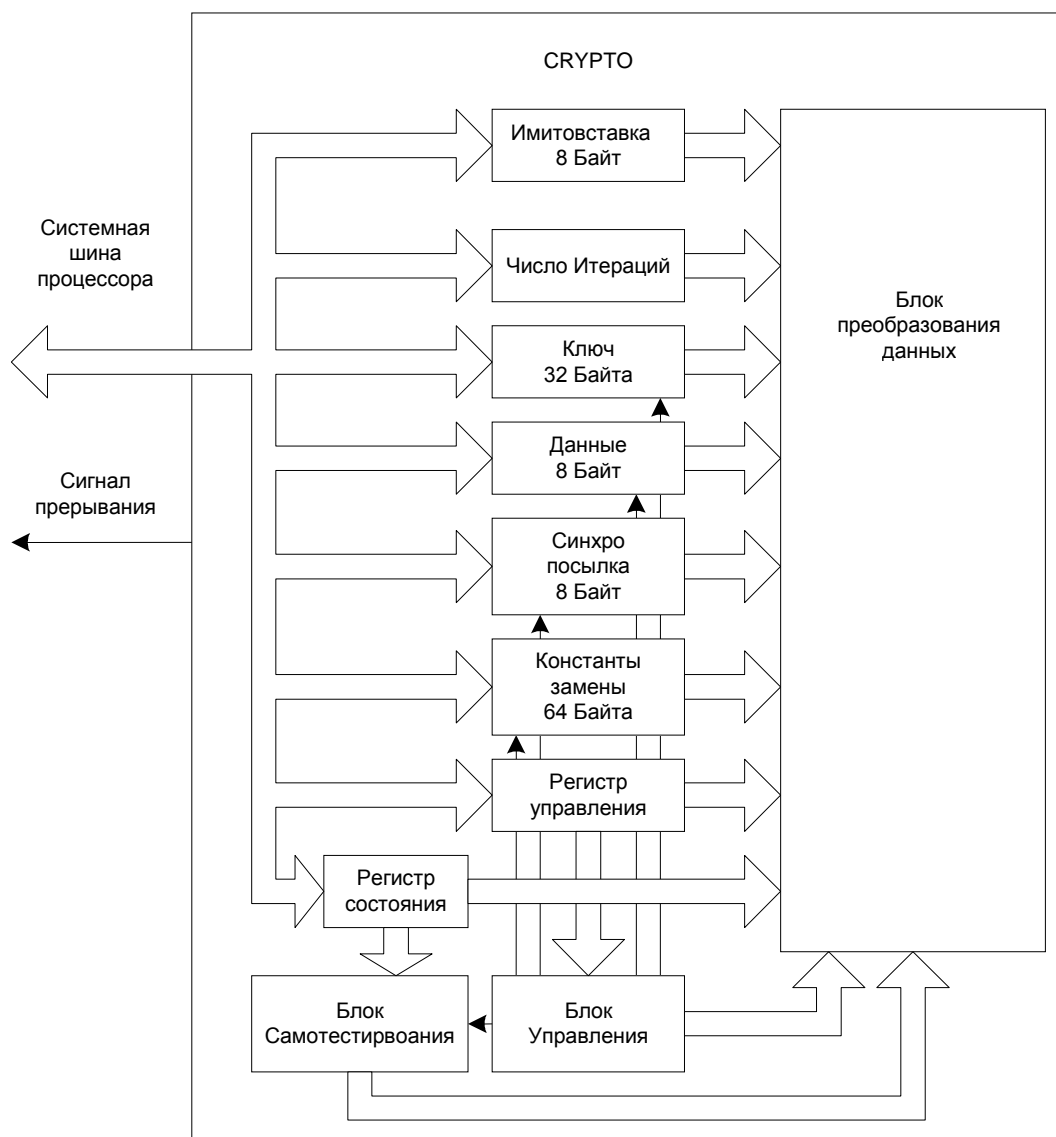 CRYPTO
Имитовставка
8 Байт
Системная
шина
процессора
Число Итераций
Блок
преобразования
данных
Ключ
32 Байта
Данные
8 Байт
Сигнал
прерывания
Синхро
посылка
8 Байт
Константы
замены
64 Байта
Регистр
управления
Регистр
состояния
Блок
Самотестирвоания
Блок
Управления